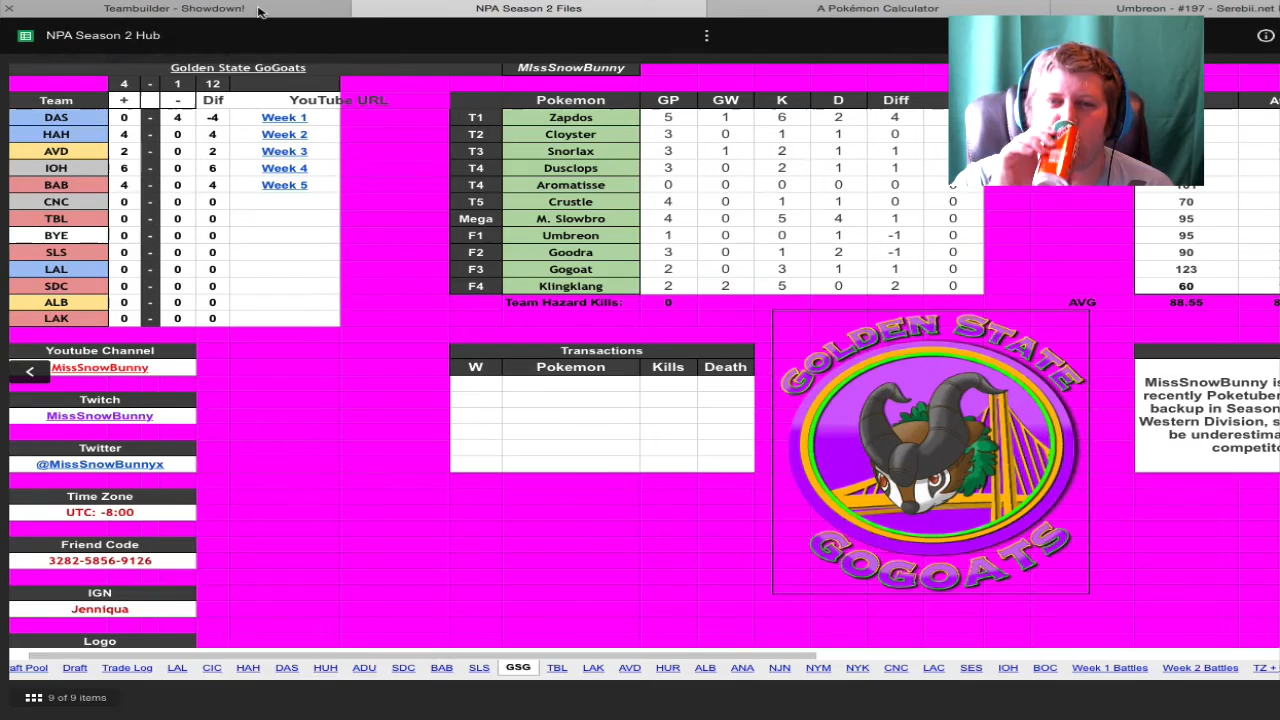 Teambuilder - Showdown!
NPA Season 2 Files
A Pokémon Calculator
Umbreon - #197 - Serebii.net
NPA Season 2 Hub
Golden State GoGoats
MIssSnowBunny
4 - 1 12
Team + - Dif YouTube URL
DAS 0 - 4 -4 Week 1
HAH 4 - 0 4 Week 2
AVD 2 - 0 2 Week 3
IOH 6 - 0 6 Week 4
BAB 4 - 0 4 Week 5
CNC 0 - 0 0
TBL 0 - 0 0
BYE 0 - 0 0
SLS 0 - 0 0
LAL 0 - 0 0
SDC 0 - 0 0
ALB 0 - 0 0
LAK 0 - 0 0
Pokemon GP GW K D Diff
T1 Zapdos 5 1 6 2 4
T2 Cloyster 3 0 1 1 0
T3 Snorlax 3 1 2 1 1
T4 Dusclops 3 0 2 1 1
T4 Aromatisse 0 0 0 0 0 0
T5 Crustle 4 0 1 1 0 0 70
Mega M. Slowbro 4 0 5 4 1 0 95
F1 Umbreon 1 0 0 1 -1 0 95
F2 Goodra 3 0 1 2 -1 0 90
F3 Gogoat 2 0 3 1 1 0 123
F4 Klingklang 2 2 5 0 2 0 60
Team Hazard Kills: 0 AVG 88.55
Youtube Channel
MissSnowBunny
Twitch
MissSnowBunny
Twitter
@MissSnowBunnyx
Time Zone
UTC: -8:00
Friend Code
3282-5856-9126
IGN
Jenniqua
Logo
Transactions
W Pokemon Kills Death
GOLDEN STATE
GOGOATS
MissSnowBunny is
recently Poketuber
backup in Season
Western Division, s
be underestima
competito
aft Pool Draft Trade Log LAL CIC HAH DAS HUH ADU SDC BAB SLS GSG TBL LAK AVD HUR ALB ANA NJN NYM NYK CNC LAC SES IOH BOC Week 1 Battles Week 2 Battles TZ +
9 of 9 items